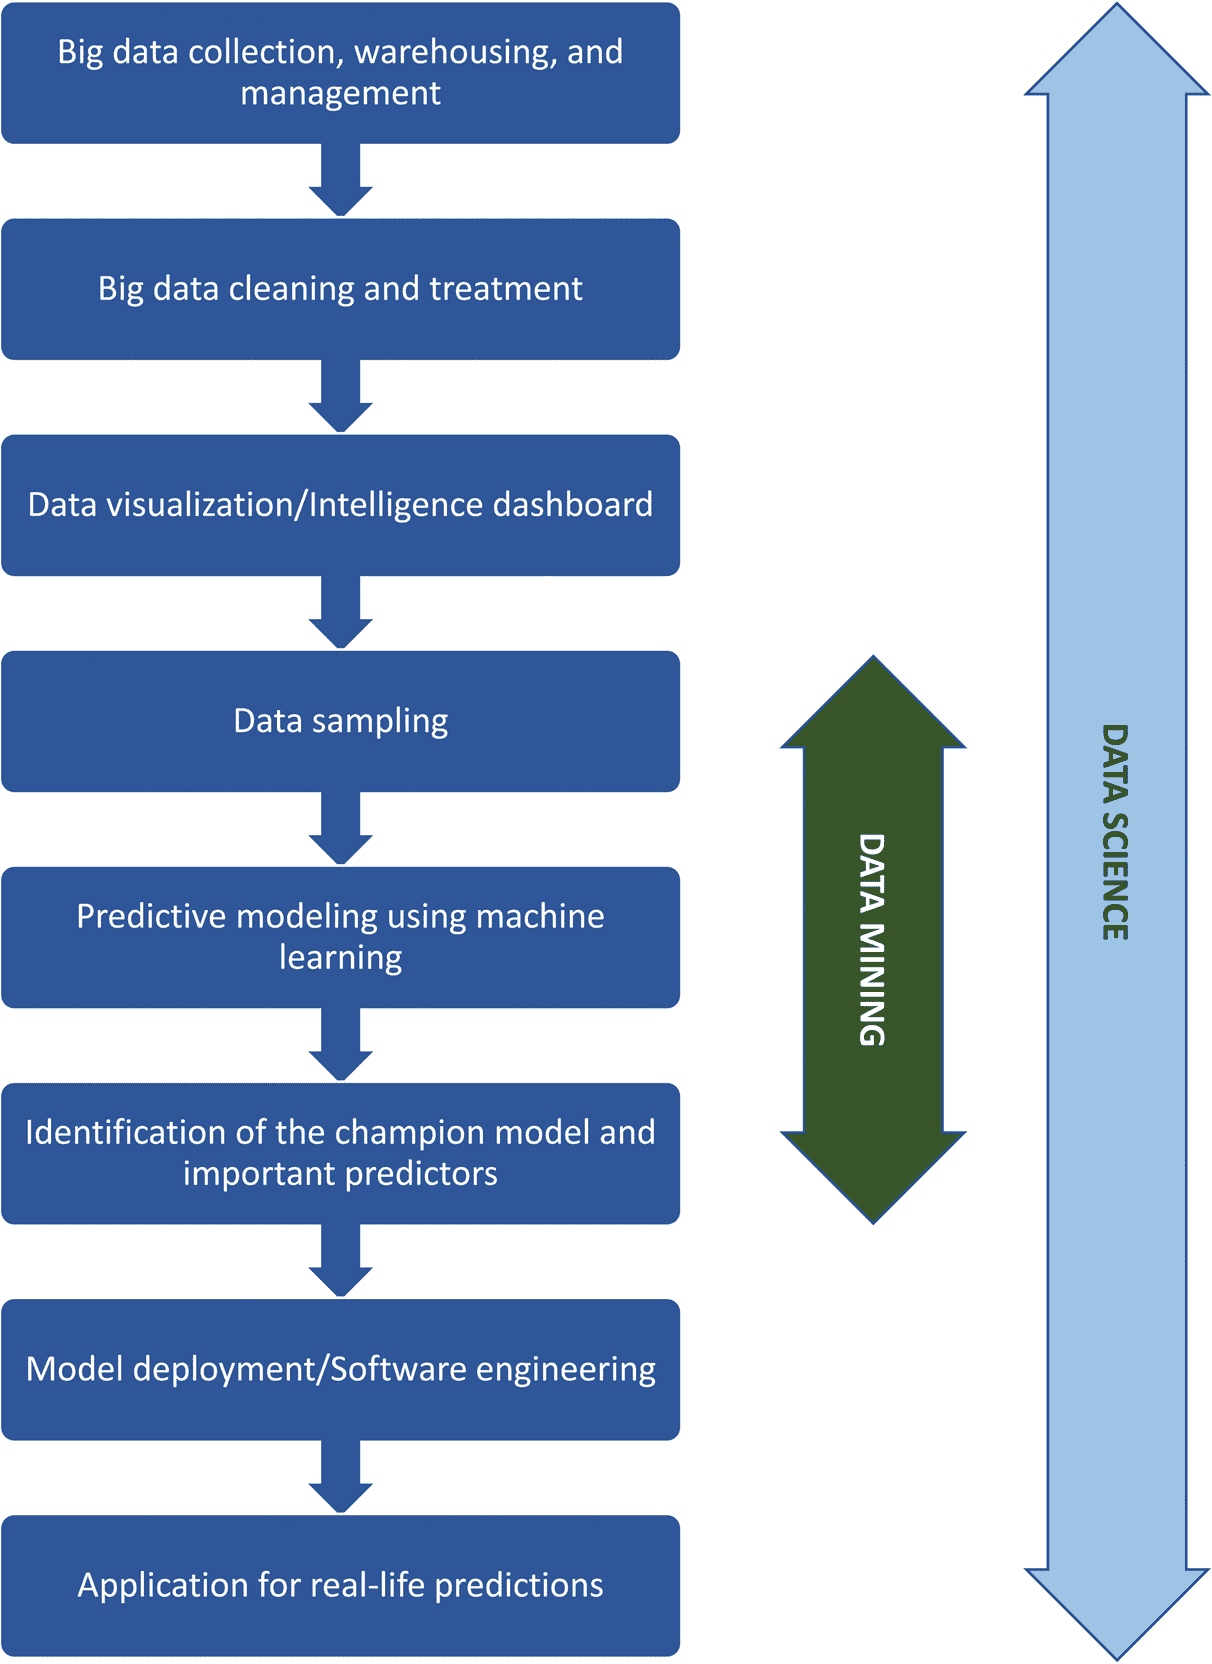 Big data collection, warehousing, and
management
Big data cleaning and treatment
Data visualization/Intelligence dashboard
Data sampling
Predictive modeling using machine
learning
Identification of the champion model and
important predictors
Model deployment/Software engineering
Application for real-life predictions
DATA MINING
DATA SCIENCE